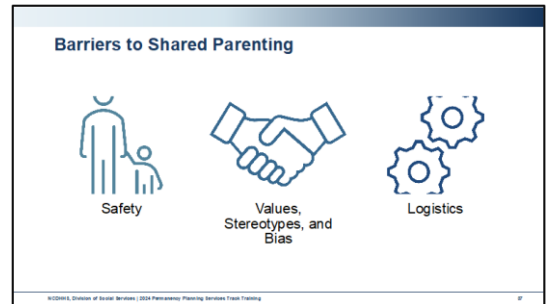 Barriers to Shared Parenting
Safety
Values,
Stereotypes, and
Bias
Logistics
NCDHHS, Division of Social Services | 2024 Permanency Planning Services Track Training